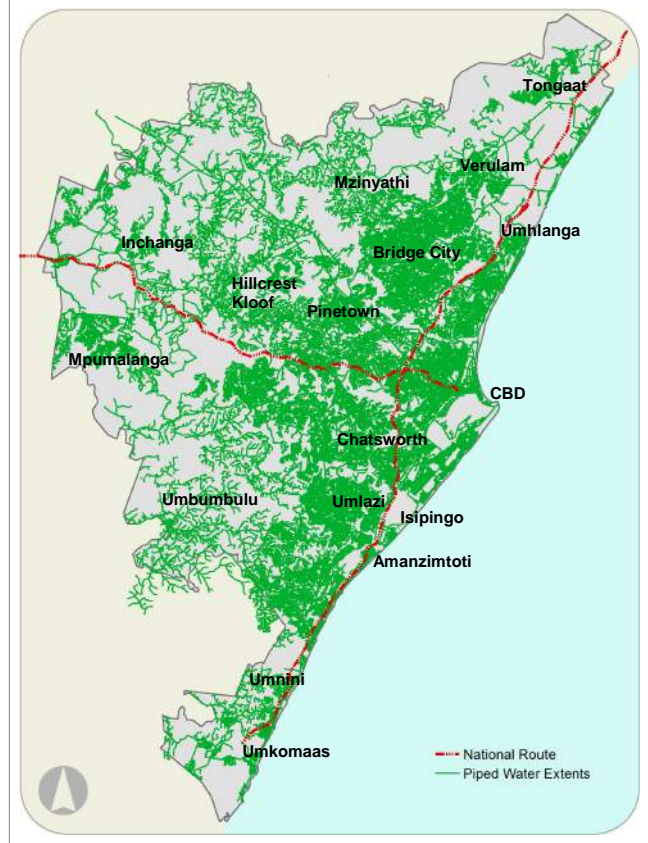 Tongaat
Verulam
Mzinyathi
Umhlanga
Inchanga
Bridge City
Hillcrest
Kloof
Pinetown
Mpumalanga
CBD
Chatsworth
Umbumbulu
Umlazi
Isipingo
Amanzimtoti
Umnini
Umkomaas
National Route
Piped Water Extents